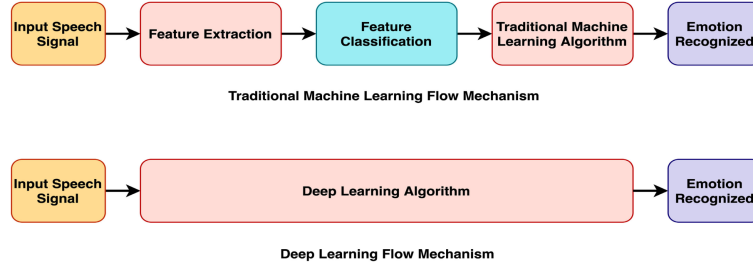 Input Speech
Signal
Feature Extraction
Feature
Classification
Traditional Machine
Learning Algorithm
Emotion
Recognized
Traditional Machine Learning Flow Mechanism
Input Speech
Signal
Deep Learning Algorithm
Emotion
Recognized
Deep Learning Flow Mechanism